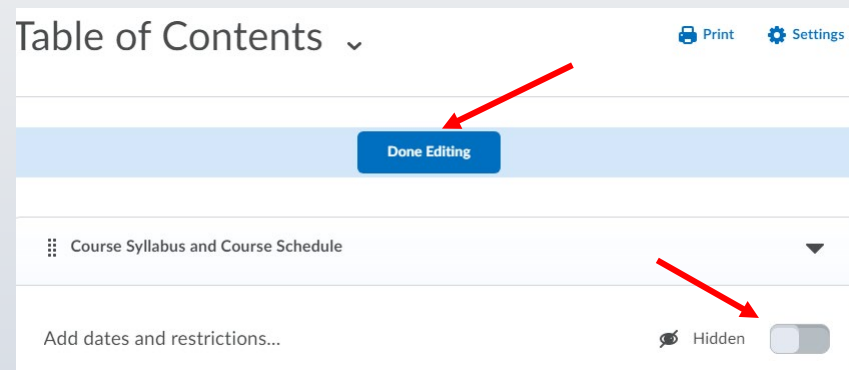 Table of Contents
Print
Settings
Done Editing
Course Syllabus and Course Schedule
Add dates and restrictions...
Hidden